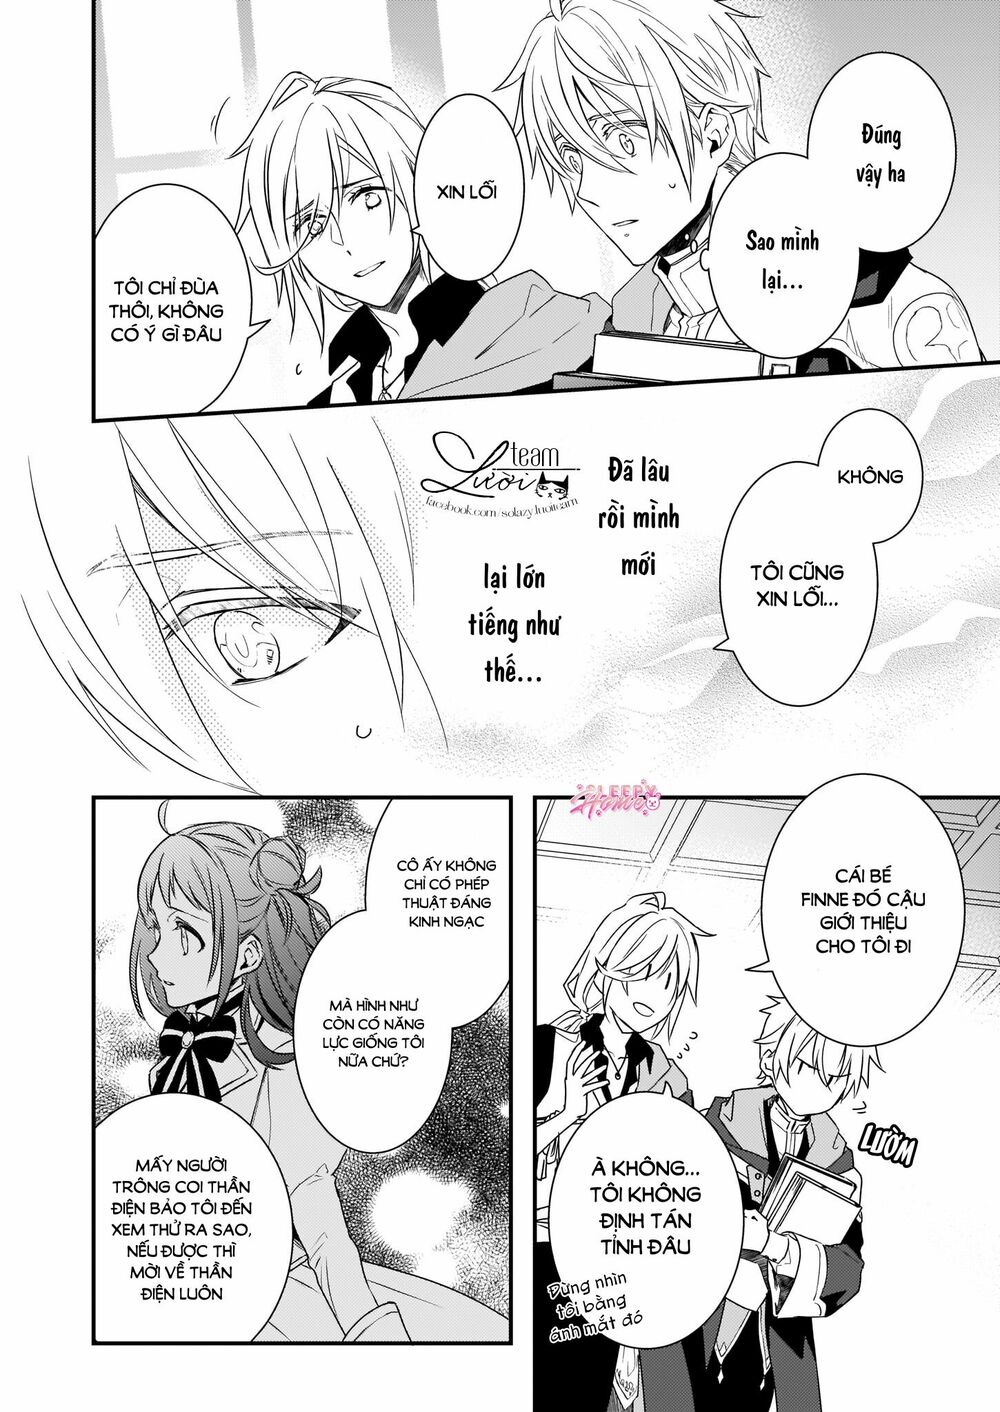 Đúng
vậy ha
Sao mình
lại...
XIN LỖI
TÔI CHỈ ĐÙA
THÔI, KHÔNG
CÓ Ý GÌ ĐÂU
KHÔNG
TÔI CŨNG
XIN LỖI...
Đã lâu
rồi mình
mới
lại lớn
tiếng như
thế...
team
Lười
facebook.com/solazy.luoiteam
SLEEPY
Home
CÁI BÉ
FINNE ĐÓ CẬU
GIỚI THIỆU
CHO TÔI ĐI
LƯỜM
À KHÔNG...
TÔI KHÔNG
ĐỊNH TÁN
TỈNH ĐÂU
Đừng nhìn
tôi bằng
ánh mắt đó
CÔ ẤY KHÔNG
CHỈ CÓ PHÉP
THUẬT ĐÁNG
KINH NGẠC
MÀ HÌNH NHƯ
CÒN CÓ NĂNG
LỰC GIỐNG TÔI
NỮA CHỨ?
MẤY NGƯỜI
TRÔNG COI THẦN
ĐIỆN BẢO TÔI ĐẾN
XEM THỬ RA SAO,
NẾU ĐƯỢC THÌ
MỜI VỀ THẦN
ĐIỆN LUÔN